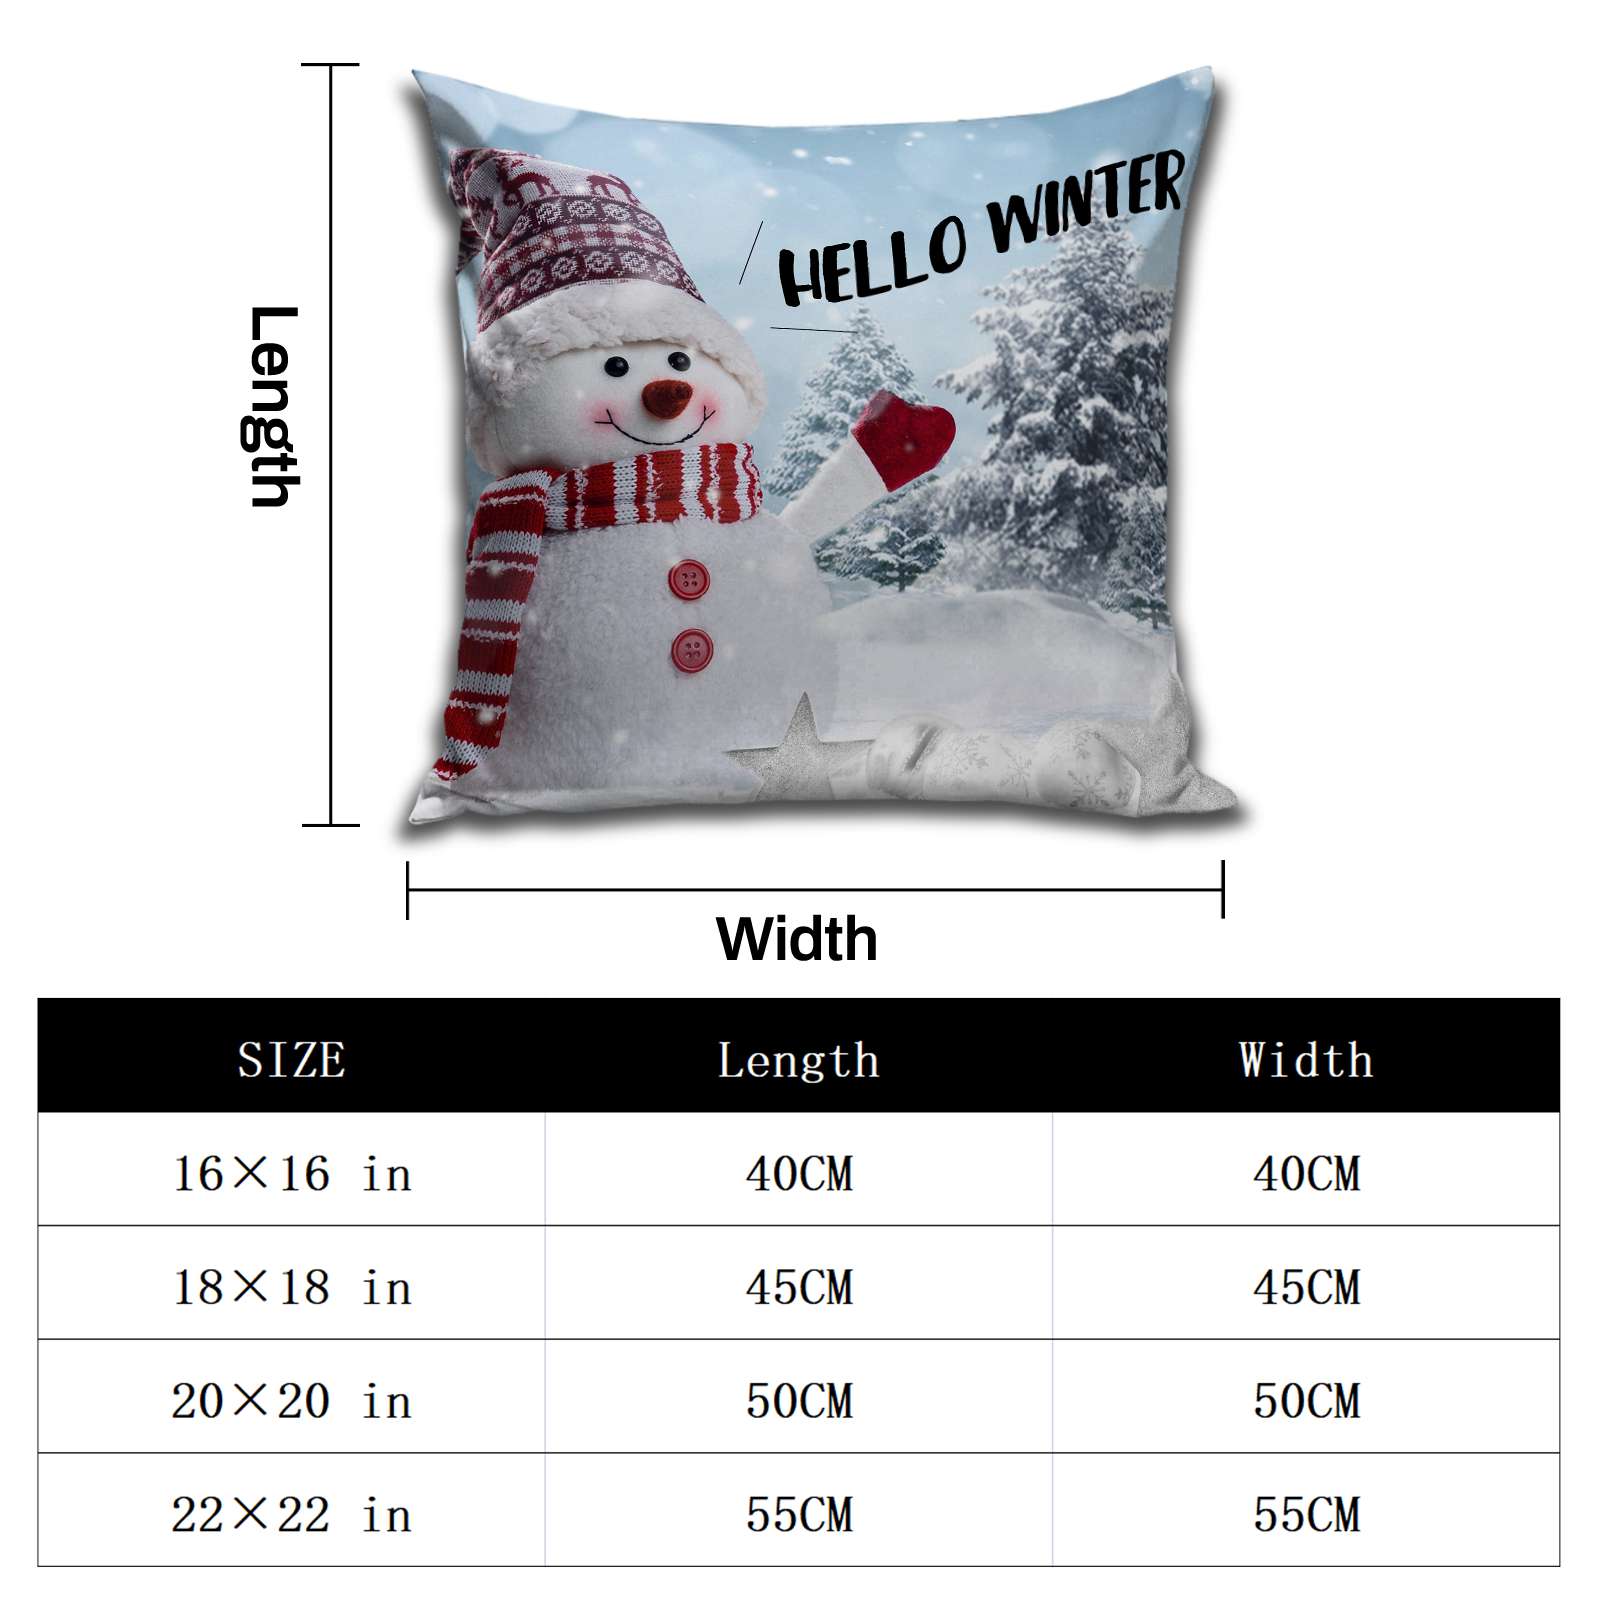 HELLO WINTER
Length
Width
SIZE Length Width
16×16 in 40CM 40CM
18×18 in 45CM 45CM
20×20 in 50CM 50CM
22×22 in 55CM 55CM